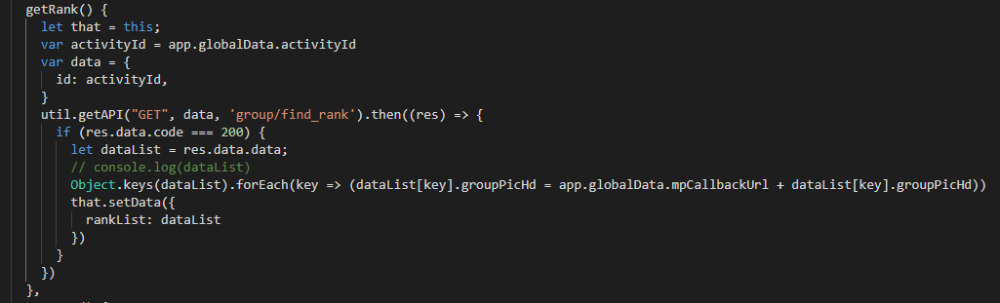 getRank() {
let that = this;
var activityId = app.globalData.activityId
var data = {
id: activityId,
}
util.getAPI("GET", data, 'group/find_rank').then((res) => {
if (res.data.code === 200) {
let dataList = res.data.data;
// console.log(dataList)
Object.keys(dataList).forEach(key => (dataList[key].groupPicHd = app.globalData.mpCallbackUrl + dataList[key].groupPicHd))
that.setData({
rankList: dataList
})
}
})
},